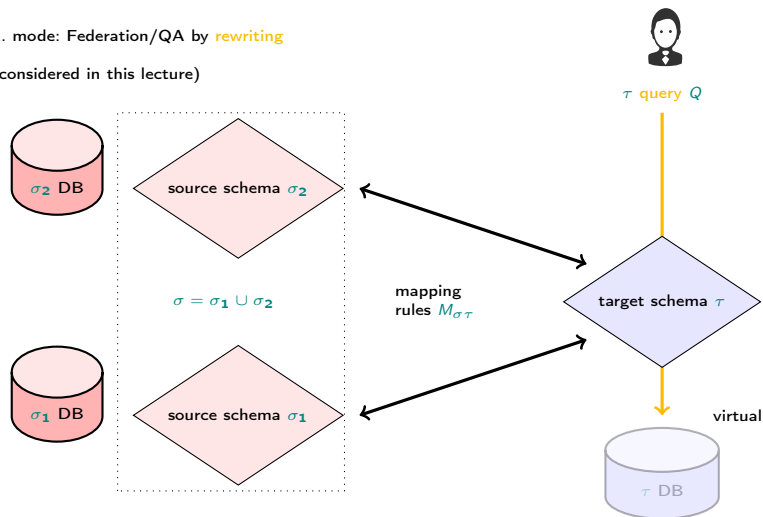 . mode: Federation/QA by rewriting
considered in this lecture)
τ query Q
σ₂ DB
source schema σ₂
σ = σ₁ ∪ σ₂
mapping
rules M_στ
target schema τ
σ₁ DB
source schema σ₁
virtual
τ DB